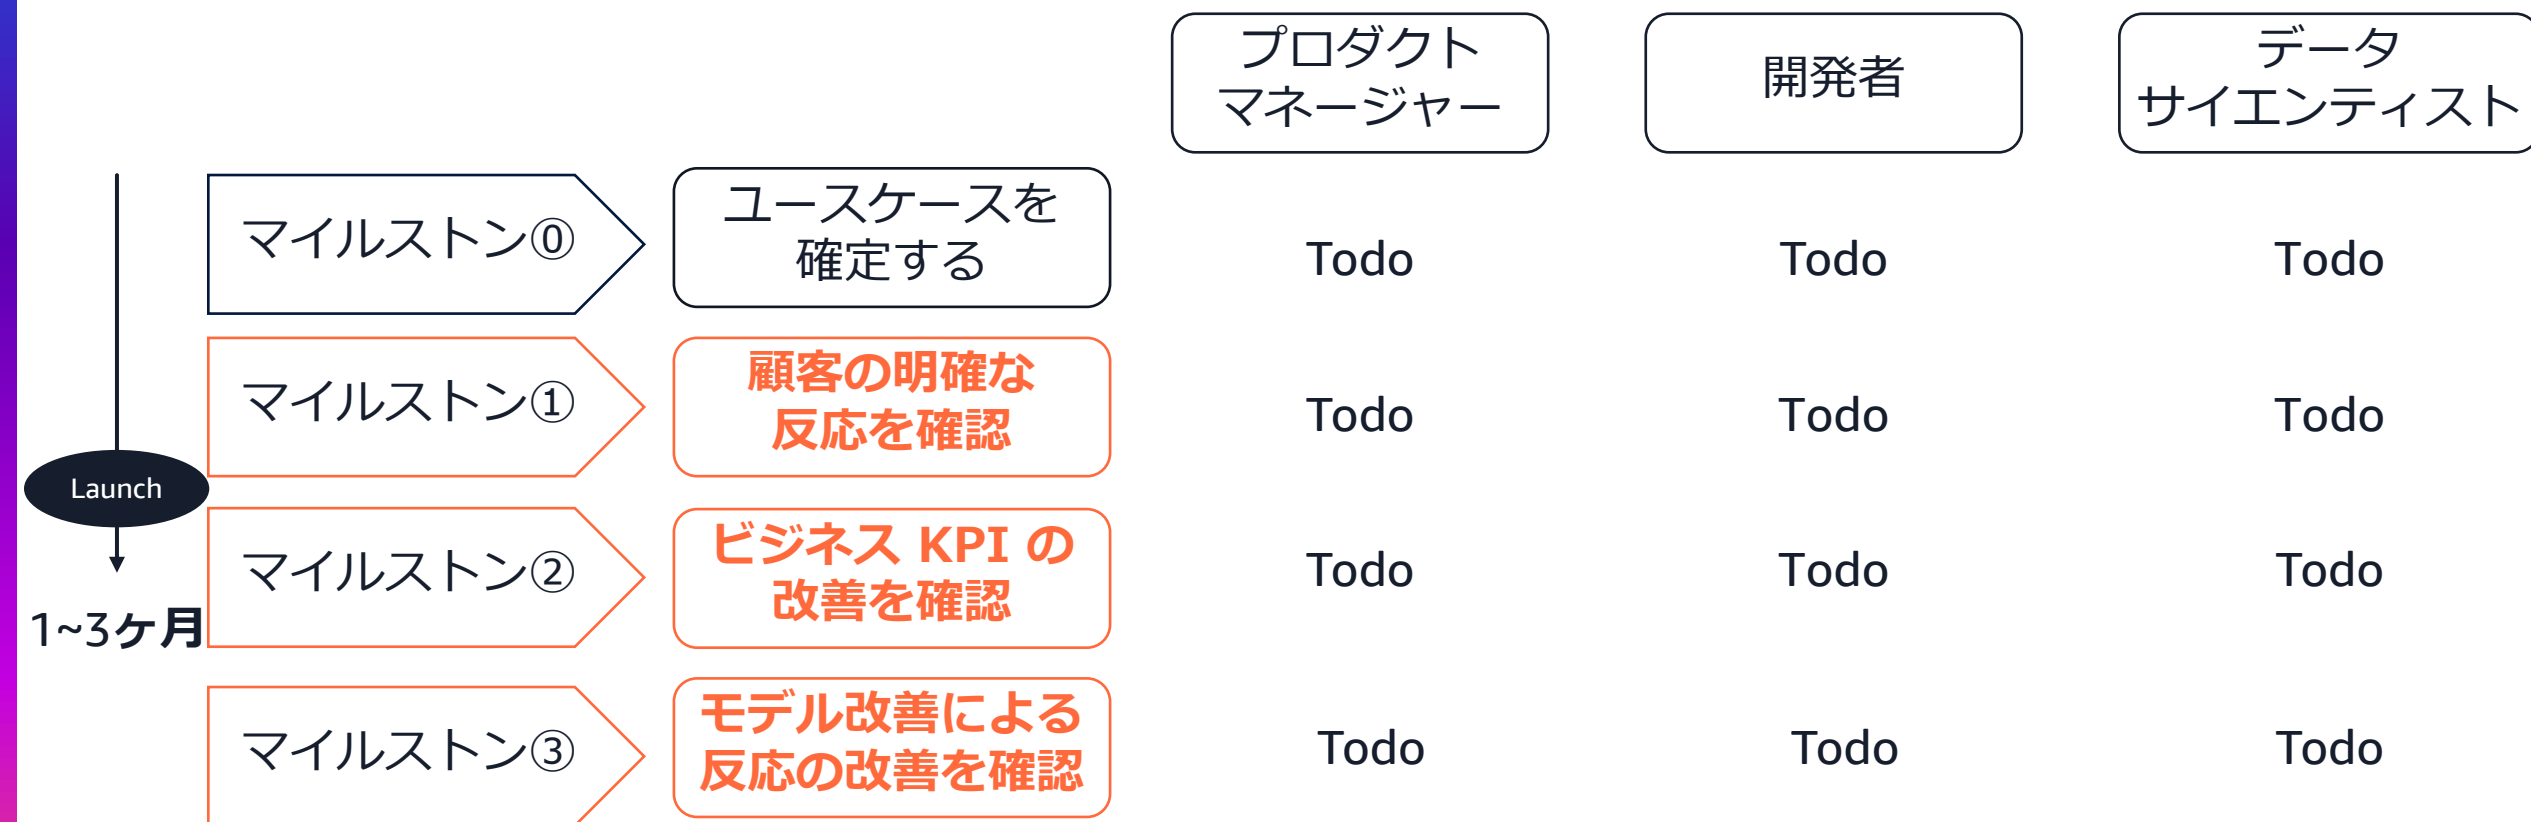 プロダクト
マネージャー
開発者
データ
サイエンティスト
マイルストン⓪
ユースケースを
確定する
Todo
Todo
Todo
マイルストン①
顧客の明確な
反応を確認
Todo
Todo
Todo
Launch
マイルストン②
ビジネス KPI の
改善を確認
Todo
Todo
Todo
1~3ヶ月
マイルストン③
モデル改善による
反応の改善を確認
Todo
Todo
Todo